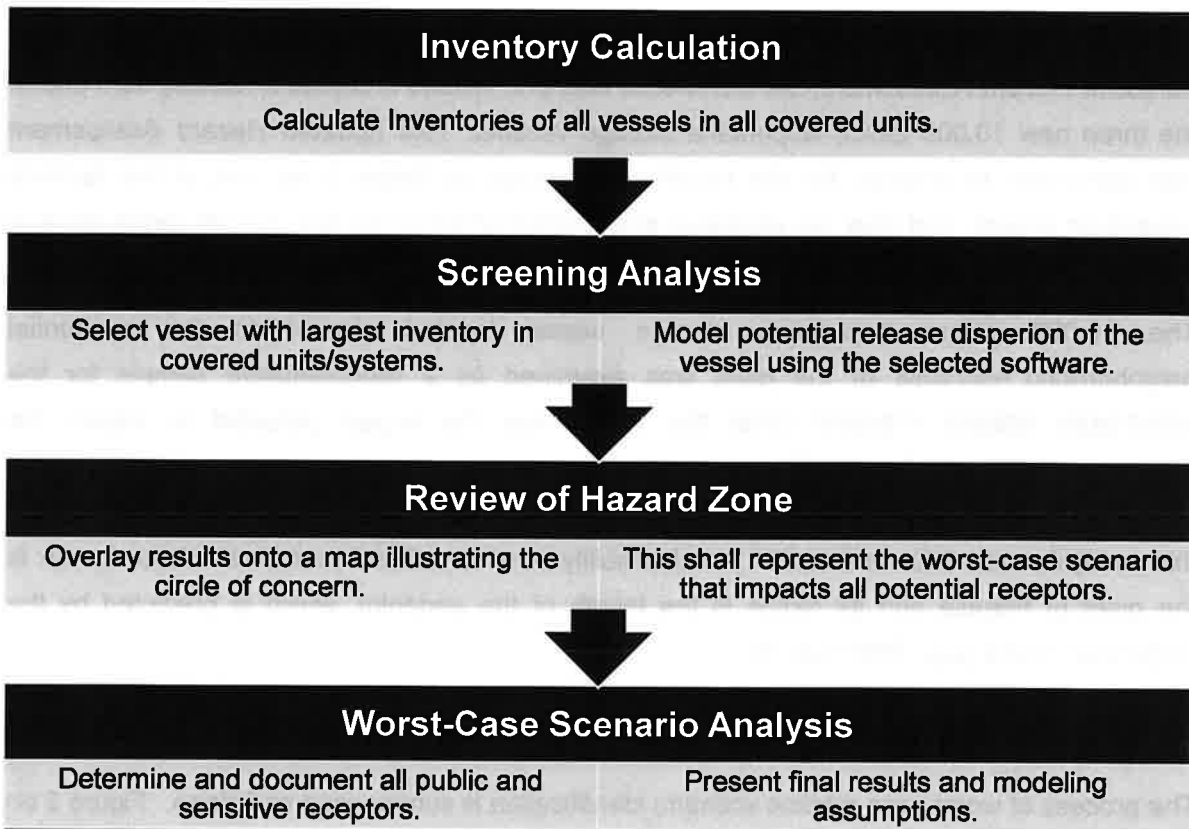 Inventory Calculation
Calculate Inventories of all vessels in all covered units.
Screening Analysis
Select vessel with largest inventory in
covered units/systems.
Model potential release disperion of the
vessel using the selected software.
Review of Hazard Zone
Overlay results onto a map illustrating the
circle of concern.
This shall represent the worst-case scenario
that impacts all potential receptors.
Worst-Case Scenario Analysis
Determine and document all public and
sensitive receptors.
Present final results and modeling
assumptions.